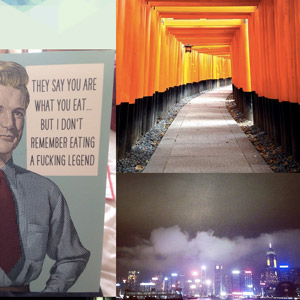 THEY SAY YOU ARE
WHAT YOU EAT...
BUT I DON'T
REMEMBER EATING
A FUCKING LEGEND